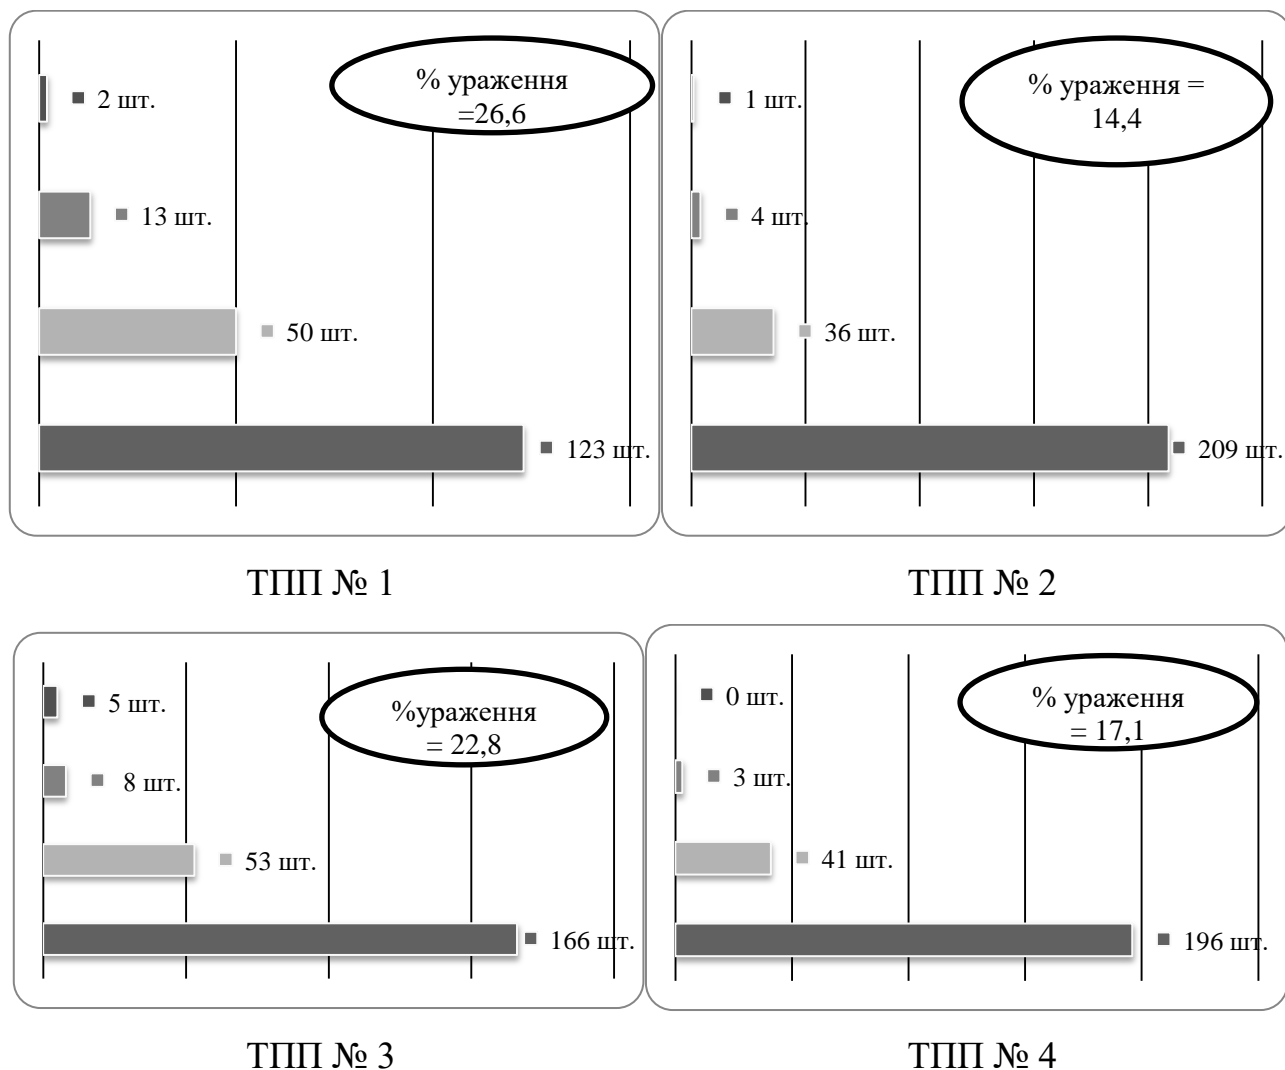 % ураження
=26,6
2 шт.
13 шт.
50 шт.
123 шт.
ТПП № 1
% ураження =
14,4
1 шт.
4 шт.
36 шт.
209 шт.
ТПП № 2
%ураження
= 22,8
5 шт.
8 шт.
53 шт.
166 шт.
ТПП № 3
% ураження
= 17,1
0 шт.
3 шт.
41 шт.
196 шт.
ТПП № 4